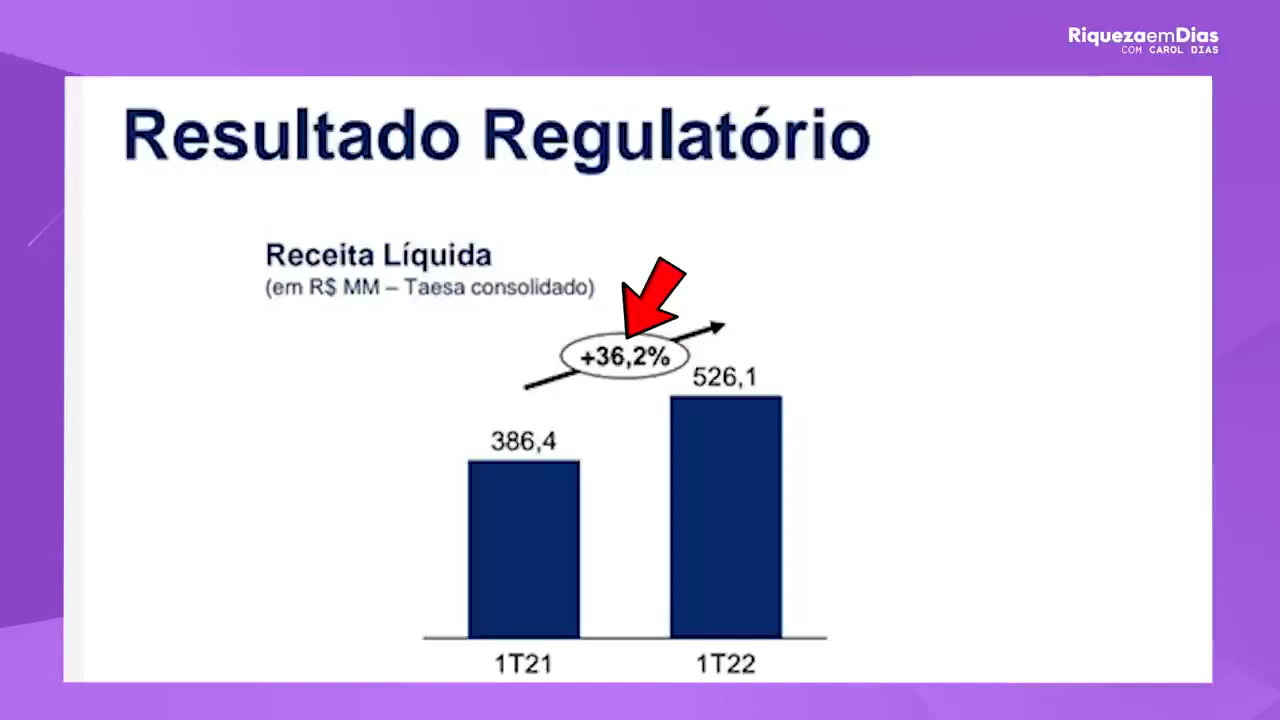 RiquezaemDias
COM CAROL DIAS
Resultado Regulatório
Receita Líquida
(em R$ MM – Taesa consolidado)
+36,2%
526,1
386,4
1T21
1T22